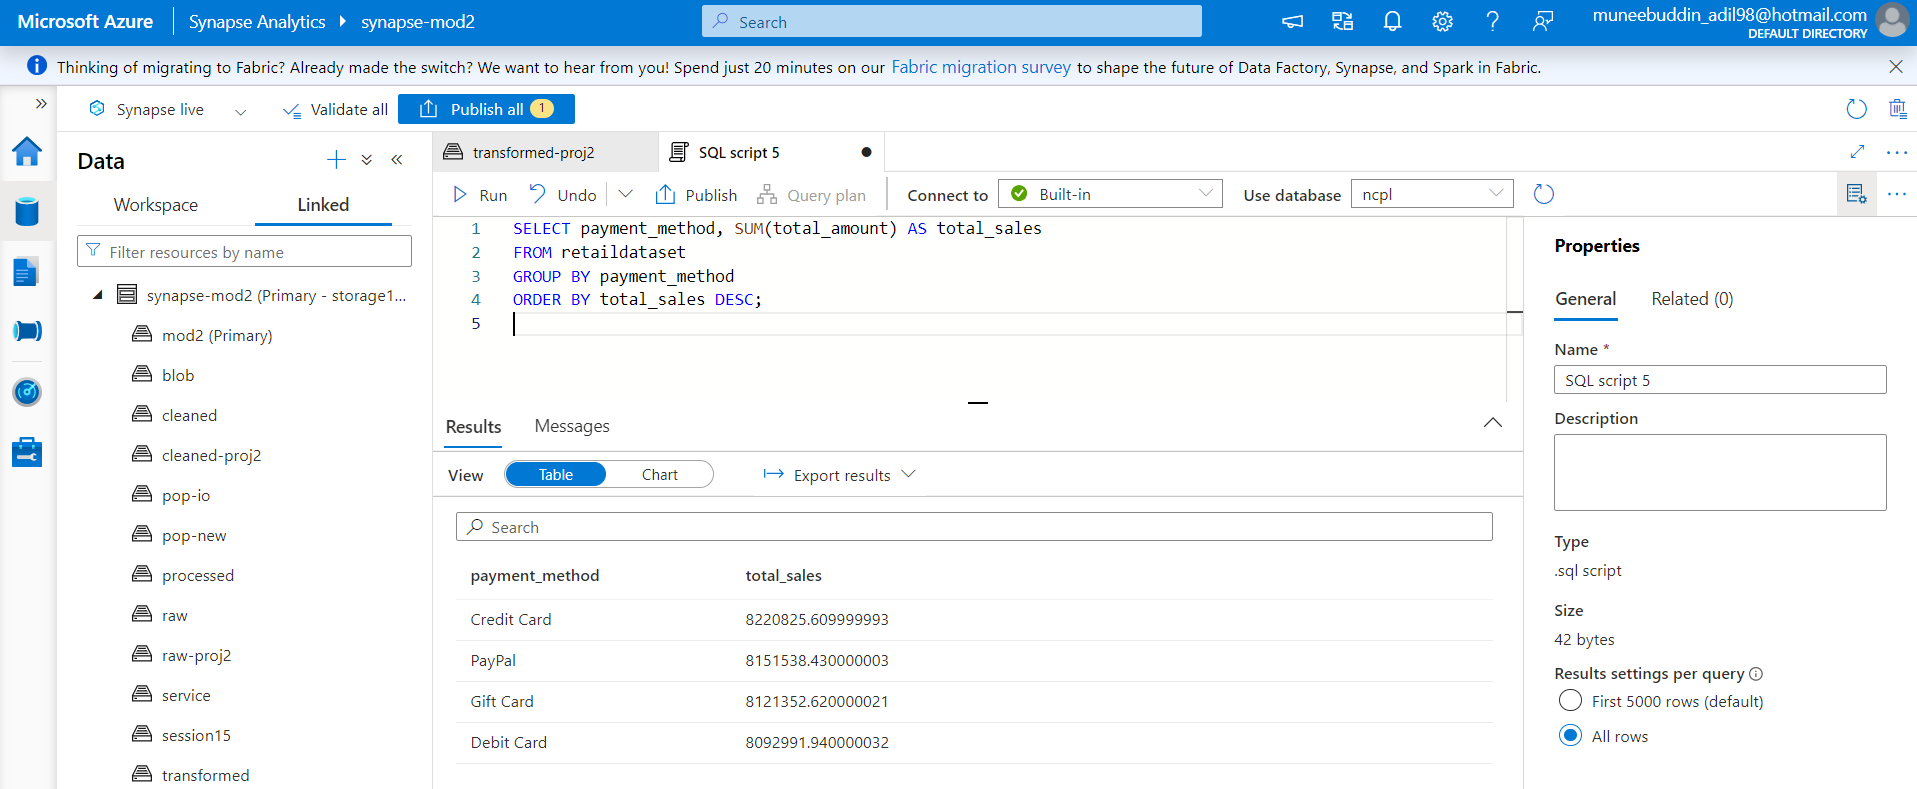 Microsoft Azure
Synapse Analytics
synapse-mod2
Search
muneebuddin_adil98@hotmail.com
DEFAULT DIRECTORY
Thinking of migrating to Fabric? Already made the switch? We want to hear from you! Spend just 20 minutes on our Fabric migration survey to shape the future of Data Factory, Synapse, and Spark in Fabric.
Synapse live
Validate all
Publish all 1
Data
Workspace
Linked
Filter resources by name
synapse-mod2 (Primary - storage1...
mod2 (Primary)
blob
cleaned
cleaned-proj2
pop-io
pop-new
processed
raw
raw-proj2
service
session15
transformed
transformed-proj2
SQL script 5
Run
Undo
Publish
Query plan
Connect to
Built-in
Use database
ncpl
1 SELECT payment_method, SUM(total_amount) AS total_sales
2 FROM retaildataset
3 GROUP BY payment_method
4 ORDER BY total_sales DESC;
5
Results
Messages
View
Table
Chart
Export results
Search
payment_method total_sales
Credit Card 8220825.609999993
PayPal 8151538.430000003
Gift Card 8121352.620000021
Debit Card 8092991.940000032
Properties
General
Related (0)
Name *
SQL script 5
Description
Type
.sql script
Size
42 bytes
Results settings per query
First 5000 rows (default)
All rows